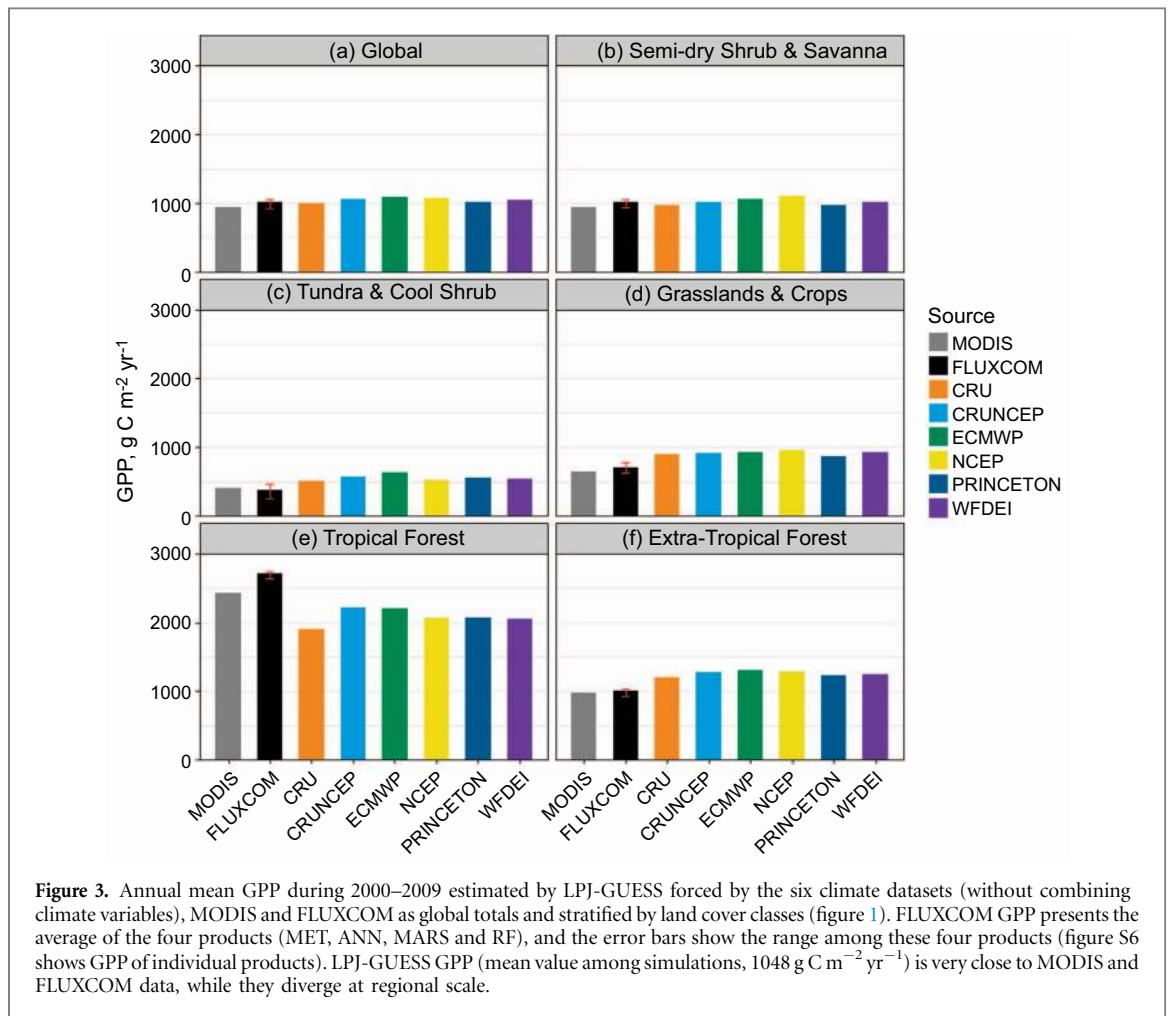 (a) Global
(b) Semi-dry Shrub & Savanna
3000
2000
1000
0
(c) Tundra & Cool Shrub
(d) Grasslands & Crops
3000
2000
1000
0
GPP, g C m-2 yr-1
(e) Tropical Forest
(f) Extra-Tropical Forest
3000
2000
1000
0
MODIS
FLUXCOM
CRU
CRUNCEP
ECMWP
NCEP
PRINCETON
WFDEI
MODIS
FLUXCOM
CRU
CRUNCEP
ECMWP
NCEP
PRINCETON
WFDEI
Source
MODIS
FLUXCOM
CRU
CRUNCEP
ECMWP
NCEP
PRINCETON
WFDEI
Figure 3. Annual mean GPP during 2000–2009 estimated by LPJ-GUESS forced by the six climate datasets (without combining
climate variables), MODIS and FLUXCOM as global totals and stratified by land cover classes (figure 1). FLUXCOM GPP presents the
average of the four products (MET, ANN, MARS and RF), and the error bars show the range among these four products (figure S6
shows GPP of individual products). LPJ-GUESS GPP (mean value among simulations, 1048 g C m−2 yr−1) is very close to MODIS and
FLUXCOM data, while they diverge at regional scale.